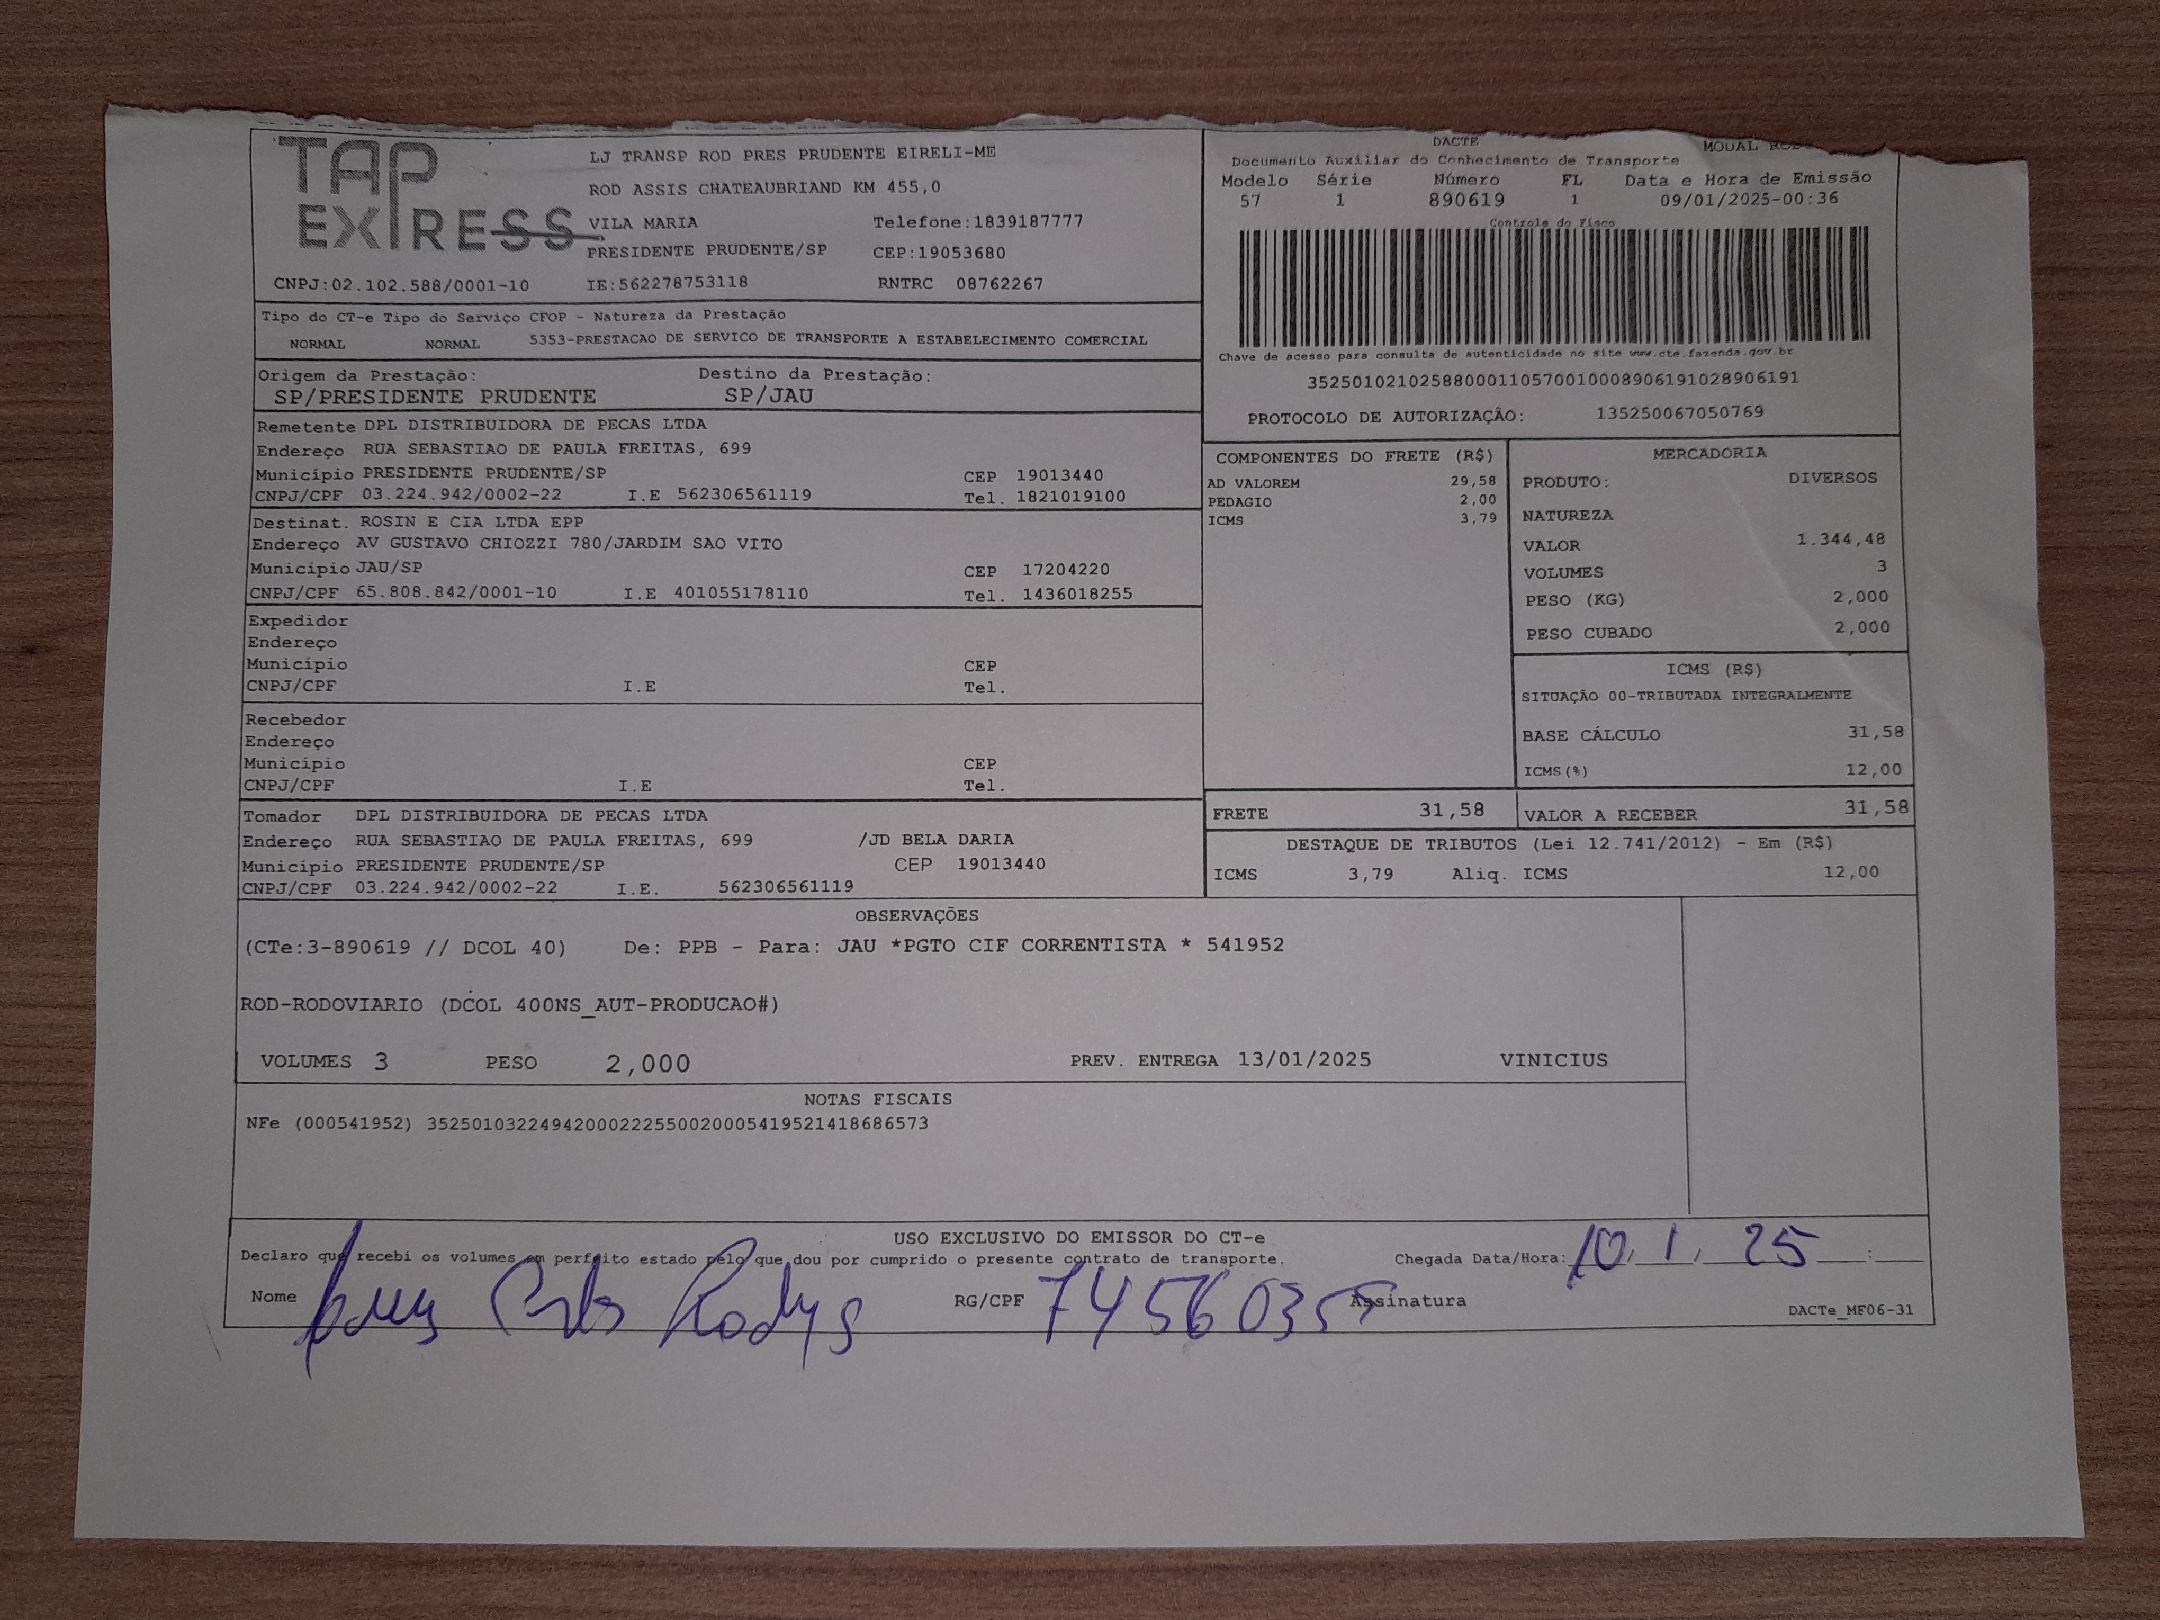 TAP
EXPRESS
LJ TRANSP ROD PRES PRUDENTE EIRELI-ME
ROD ASSIS CHATEAUBRIAND KM 455,0
VILA MARIA Telefone:1839187777
PRESIDENTE PRUDENTE/SP CEP:19053680
CNPJ:02.102.588/0001-10 IE:562278753118 RNTRC 08762267
DACTE MODAL
Documento Auxiliar do Conhecimento de Transporte
Modelo Série Número FL Data e Hora de Emissão
57 1 890619 1 09/01/2025-00:36
Controle do Fisco
Chave de acesso para consulta de autenticidade no site www.cte.fazenda.gov.br
35250102102588000110570010008906191028906191
PROTOCOLO DE AUTORIZAÇÃO: 135250067050769
Tipo do CT-e Tipo do Serviço CFOP - Natureza da Prestação
NORMAL NORMAL 5353-PRESTACAO DE SERVICO DE TRANSPORTE A ESTABELECIMENTO COMERCIAL
Origem da Prestação: Destino da Prestação:
SP/PRESIDENTE PRUDENTE SP/JAU
Remetente DPL DISTRIBUIDORA DE PECAS LTDA
Endereço RUA SEBASTIAO DE PAULA FREITAS, 699
Município PRESIDENTE PRUDENTE/SP CEP 19013440
CNPJ/CPF 03.224.942/0002-22 I.E 562306561119 Tel. 1821019100
Destinat. ROSIN E CIA LTDA EPP
Endereço AV GUSTAVO CHIOZZI 780/JARDIM SAO VITO
Município JAU/SP CEP 17204220
CNPJ/CPF 65.808.842/0001-10 I.E 401055178110 Tel. 1436018255
Expedidor
Endereço
Município CEP
CNPJ/CPF I.E Tel.
Recebedor
Endereço
Município CEP
CNPJ/CPF I.E Tel.
Tomador DPL DISTRIBUIDORA DE PECAS LTDA
Endereço RUA SEBASTIAO DE PAULA FREITAS, 699 /JD BELA DARIA
Município PRESIDENTE PRUDENTE/SP CEP 19013440
CNPJ/CPF 03.224.942/0002-22 I.E. 562306561119
COMPONENTES DO FRETE (R$)
AD VALOREM 29,58
PEDAGIO 2,00
ICMS 3,79
MERCADORIA
PRODUTO: DIVERSOS
NATUREZA
VALOR 1.344,48
VOLUMES 3
PESO (KG) 2,000
PESO CUBADO 2,000
ICMS (R$)
SITUAÇÃO 00-TRIBUTADA INTEGRALMENTE
BASE CÁLCULO 31,58
ICMS(%) 12,00
FRETE 31,58 VALOR A RECEBER 31,58
DESTAQUE DE TRIBUTOS (Lei 12.741/2012) - Em (R$)
ICMS 3,79 Aliq. ICMS 12,00
OBSERVAÇÕES
(CTe:3-890619 // DCOL 40) De: PPB - Para: JAU *PGTO CIF CORRENTISTA * 541952
ROD-RODOVIARIO (DCOL 400NS_AUT-PRODUCAO#)
VOLUMES 3 PESO 2,000 PREV. ENTREGA 13/01/2025 VINICIUS
NOTAS FISCAIS
NFe (000541952) 35250103224942000222550020005419521418686573
USO EXCLUSIVO DO EMISSOR DO CT-e
Declaro que recebi os volumes em perfeito estado pelo que dou por cumprido o presente contrato de transporte. Chegada Data/Hora: 10, 1, 25 :
Nome RG/CPF Assinatura
DACTe_MF06-31